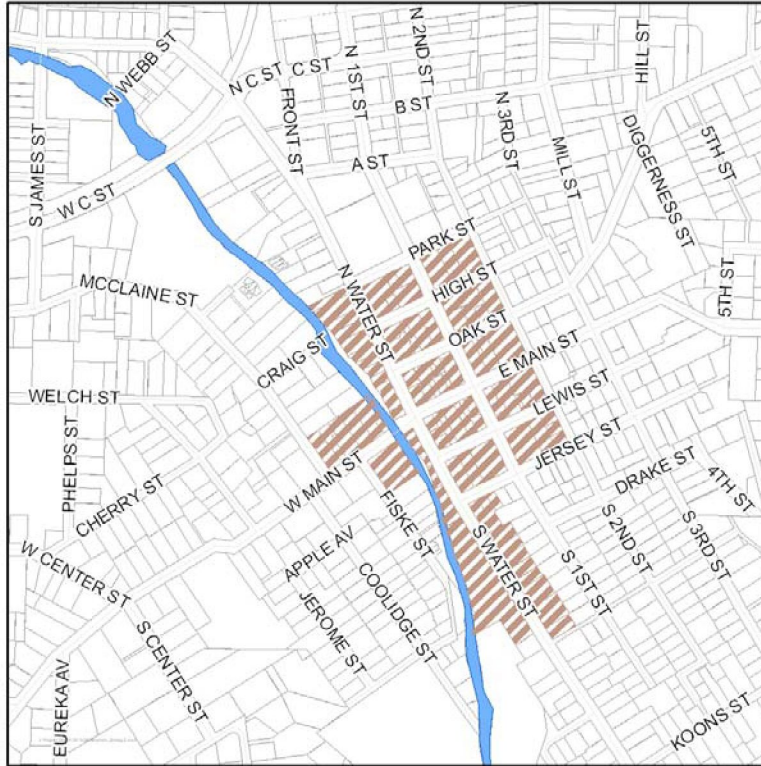 N WEBB ST
N C ST
C ST
N 1ST ST
N 2ND ST
HILL ST
FRONT ST
B ST
N 3RD ST
MILL ST
DIGGERNESS ST
5TH ST
S JAMES ST
W C ST
A ST
PARK ST
MCCLAINE ST
N WATER ST
HIGH ST
5TH ST
OAK ST
CRAIG ST
E MAIN ST
WELCH ST
LEWIS ST
PHELPS ST
JERSEY ST
CHERRY ST
W MAIN ST
FISKE ST
DRAKE ST
4TH ST
W CENTER ST
APPLE AV
S WATER ST
S 1ST ST
S 2ND ST
S 3RD ST
JEROME ST
COOLIDGE ST
S CENTER ST
EUREKA AV
KOONS ST